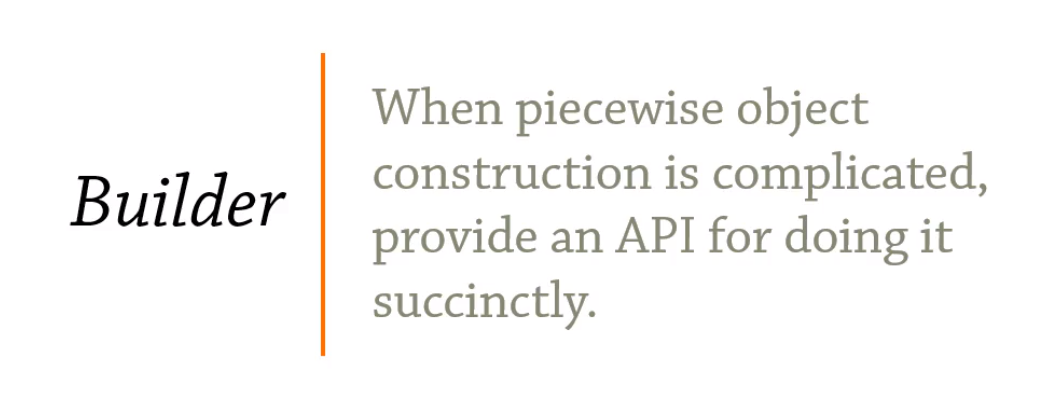 Builder
When piecewise object
construction is complicated,
provide an API for doing it
succinctly.